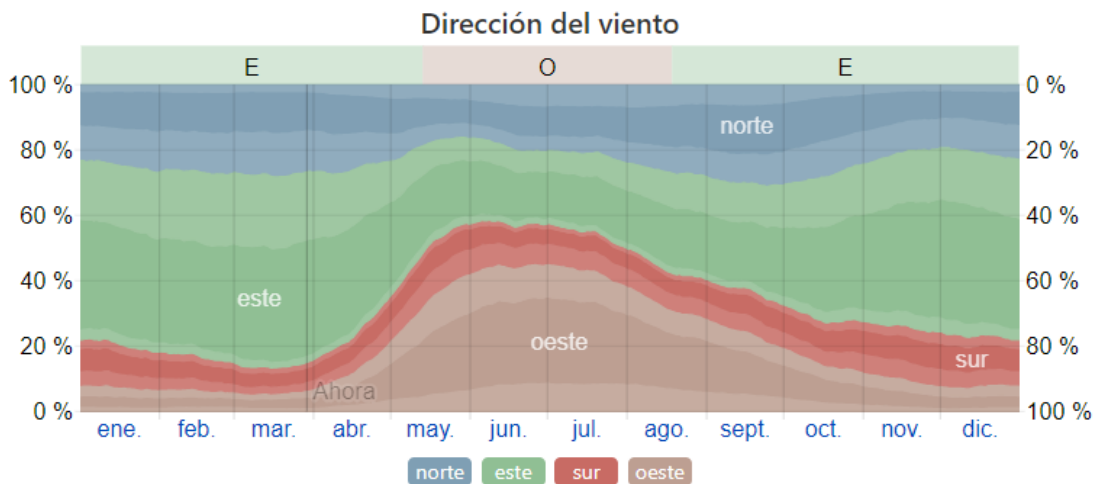 Dirección del viento
E O E
100 % 0 %
norte
80 % 20 %
60 % 40 %
este
40 % 60 %
oeste
20 % 80 %
sur
Ahora
0 % 100 %
ene. feb. mar. abr. may. jun. jul. ago. sept. oct. nov. dic.
norte este sur oeste